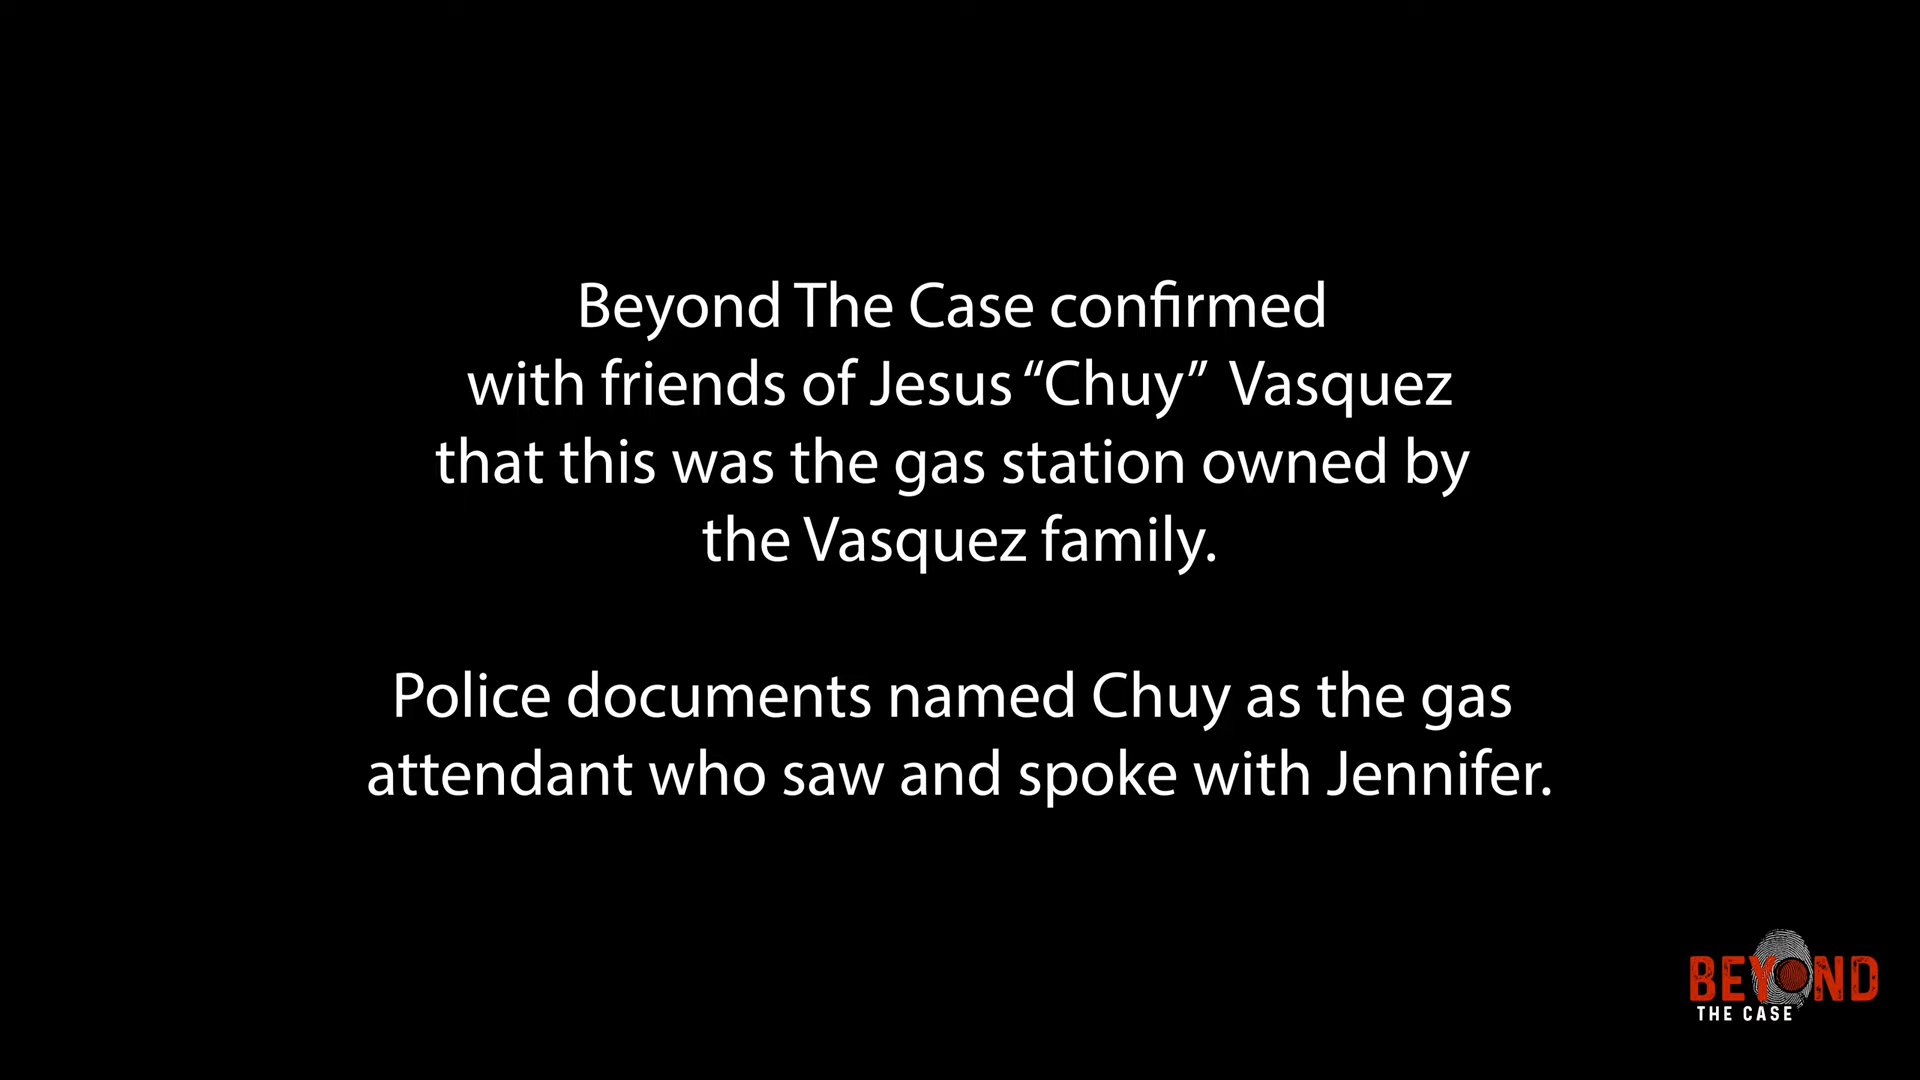 Beyond The Case confirmed
with friends of Jesus “Chuy” Vasquez
that this was the gas station owned by
the Vasquez family.
Police documents named Chuy as the gas
attendant who saw and spoke with Jennifer.
BEYOND
THE CASE